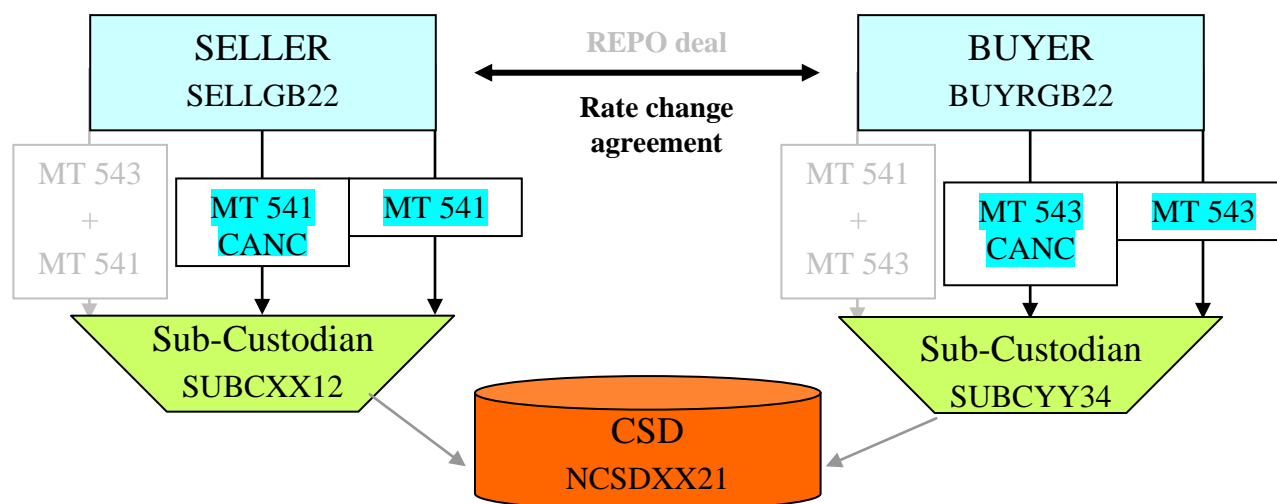 SELLER
SELLGB22
REPO deal
Rate change
agreement
BUYER
BUYRGB22
MT 543
+
MT 541
MT 541
CANC
MT 541
MT 541
+
MT 543
MT 543
CANC
MT 543
Sub-Custodian
SUBCXX12
Sub-Custodian
SUBCYY34
CSD
NCSDXX21